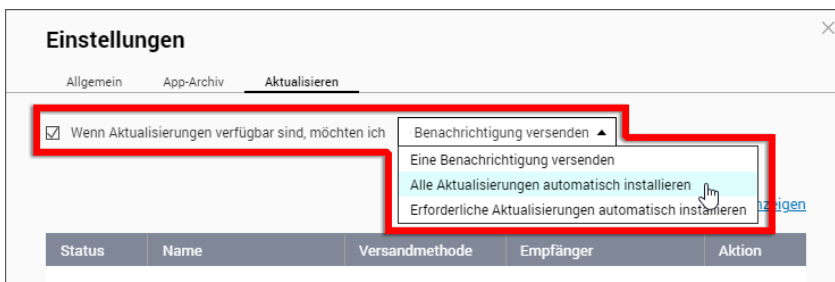 Einstellungen
Allgemein App-Archiv Aktualisieren
Wenn Aktualisierungen verfügbar sind, möchten ich Benachrichtigung versenden
Eine Benachrichtigung versenden
Alle Aktualisierungen automatisch installieren
Erforderliche Aktualisierungen automatisch installieren
Status Name Versandmethode Empfänger Aktion